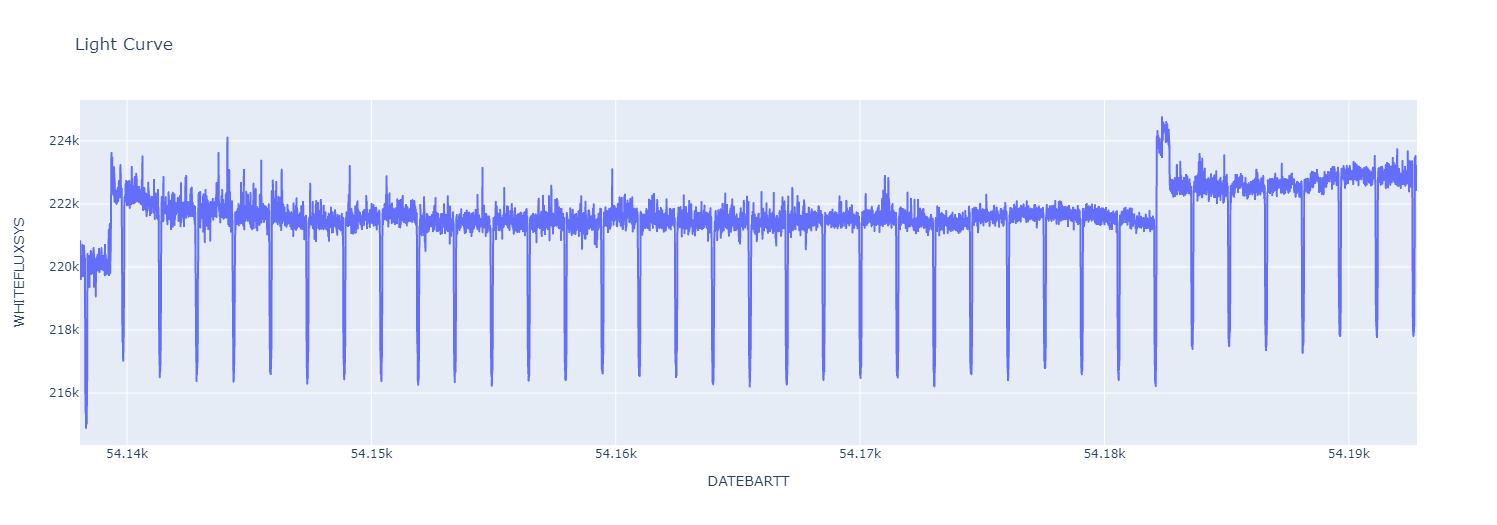 Light Curve
224k
222k
220k
218k
216k
WHITEFLUXSYS
54.14k
54.15k
54.16k
54.17k
54.18k
54.19k
DATEBARTT